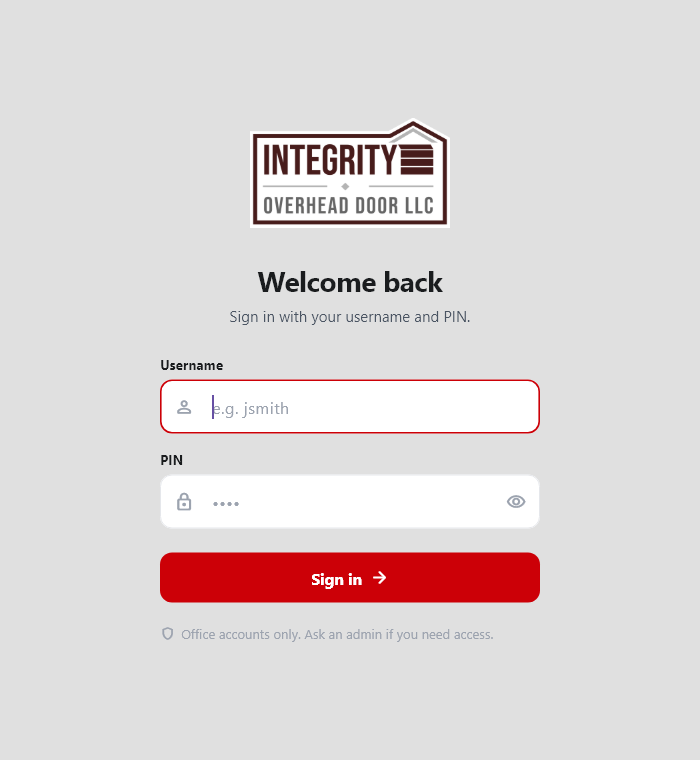 INTEGRITY
OVERHEAD DOOR LLC
Welcome back
Sign in with your username and PIN.
Username
e.g. jsmith
PIN
••••
Sign in →
Office accounts only. Ask an admin if you need access.